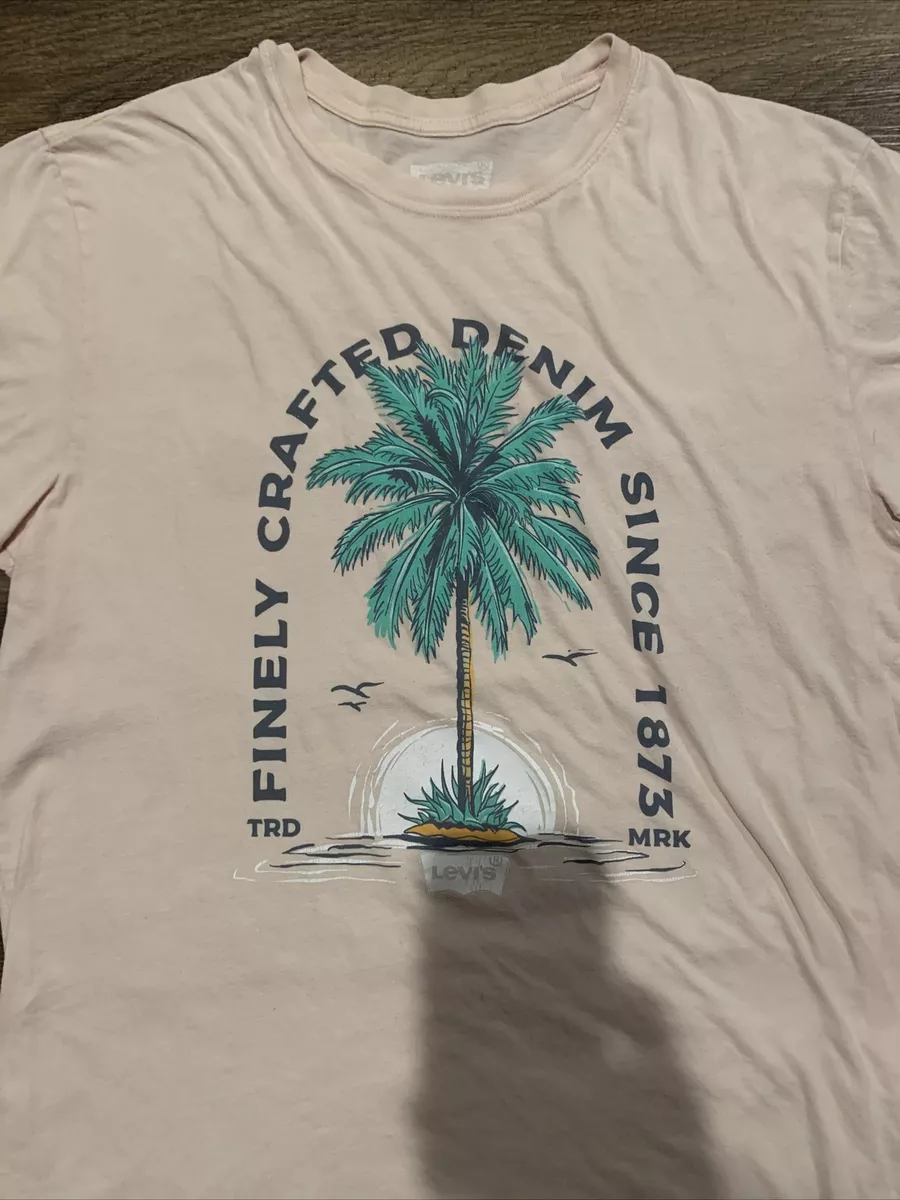 Levi's
FINELY CRAFTED DENIM SINCE 1873
TRD
MRK
Levi's®